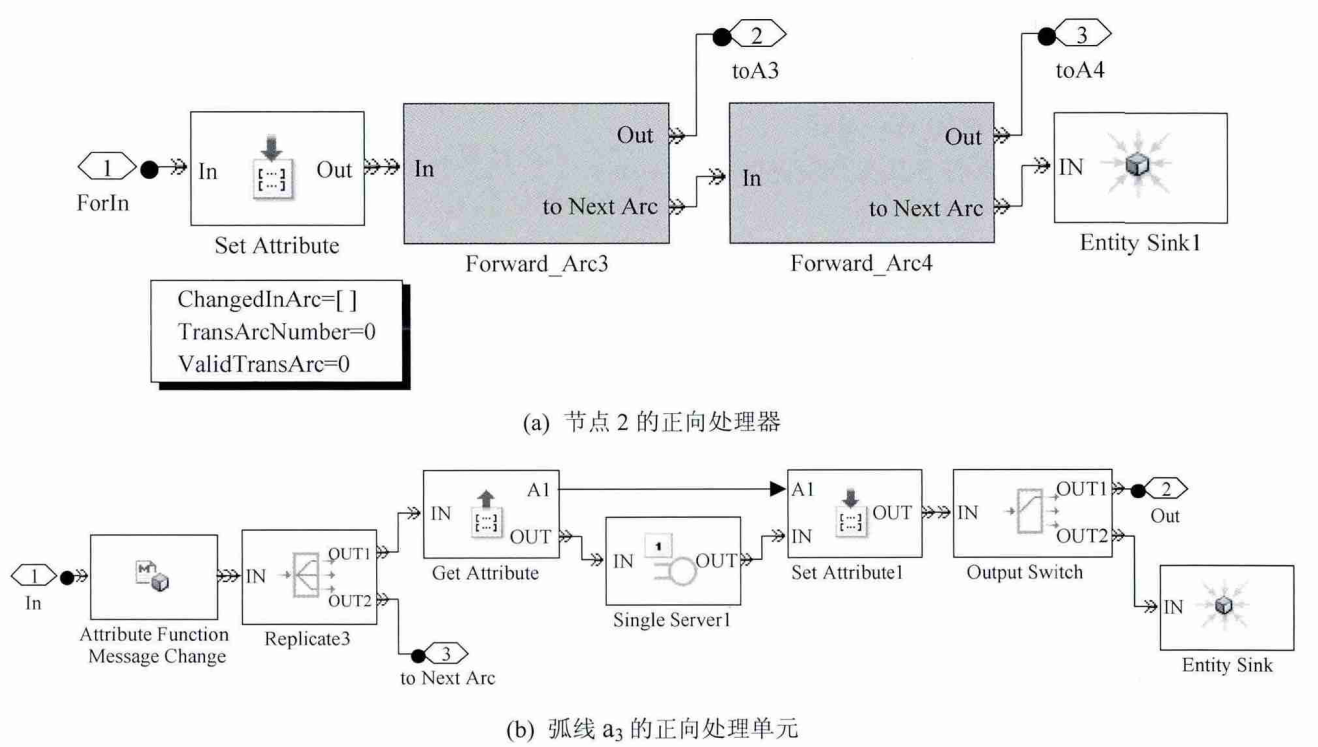 2
toA3
3
toA4
1
ForIn
In
Out
Set Attribute
In
Out
to Next Arc
Forward_Arc3
In
Out
to Next Arc
Forward_Arc4
IN
Entity Sink1
ChangedInArc=[ ]
TransArcNumber=0
ValidTransArc=0
(a) 节点 2 的正向处理器
1
In
Attribute Function
Message Change
IN
OUT1
OUT2
Replicate3
3
to Next Arc
IN
A1
OUT
Get Attribute
IN
1
OUT
Single Server1
A1
IN
OUT
Set Attribute1
IN
OUT1
OUT2
Output Switch
2
Out
IN
Entity Sink
(b) 弧线 a₃ 的正向处理单元